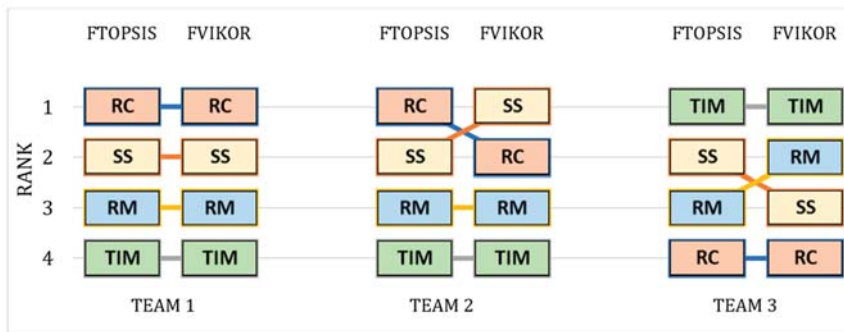 FTOPSIS FVIKOR FTOPSIS FVIKOR FTOPSIS FVIKOR
1 RC RC RC SS TIM TIM
2 SS SS SS RC SS RM
RANK
3 RM RM RM RM RM SS
4 TIM TIM TIM TIM RC RC
TEAM 1 TEAM 2 TEAM 3